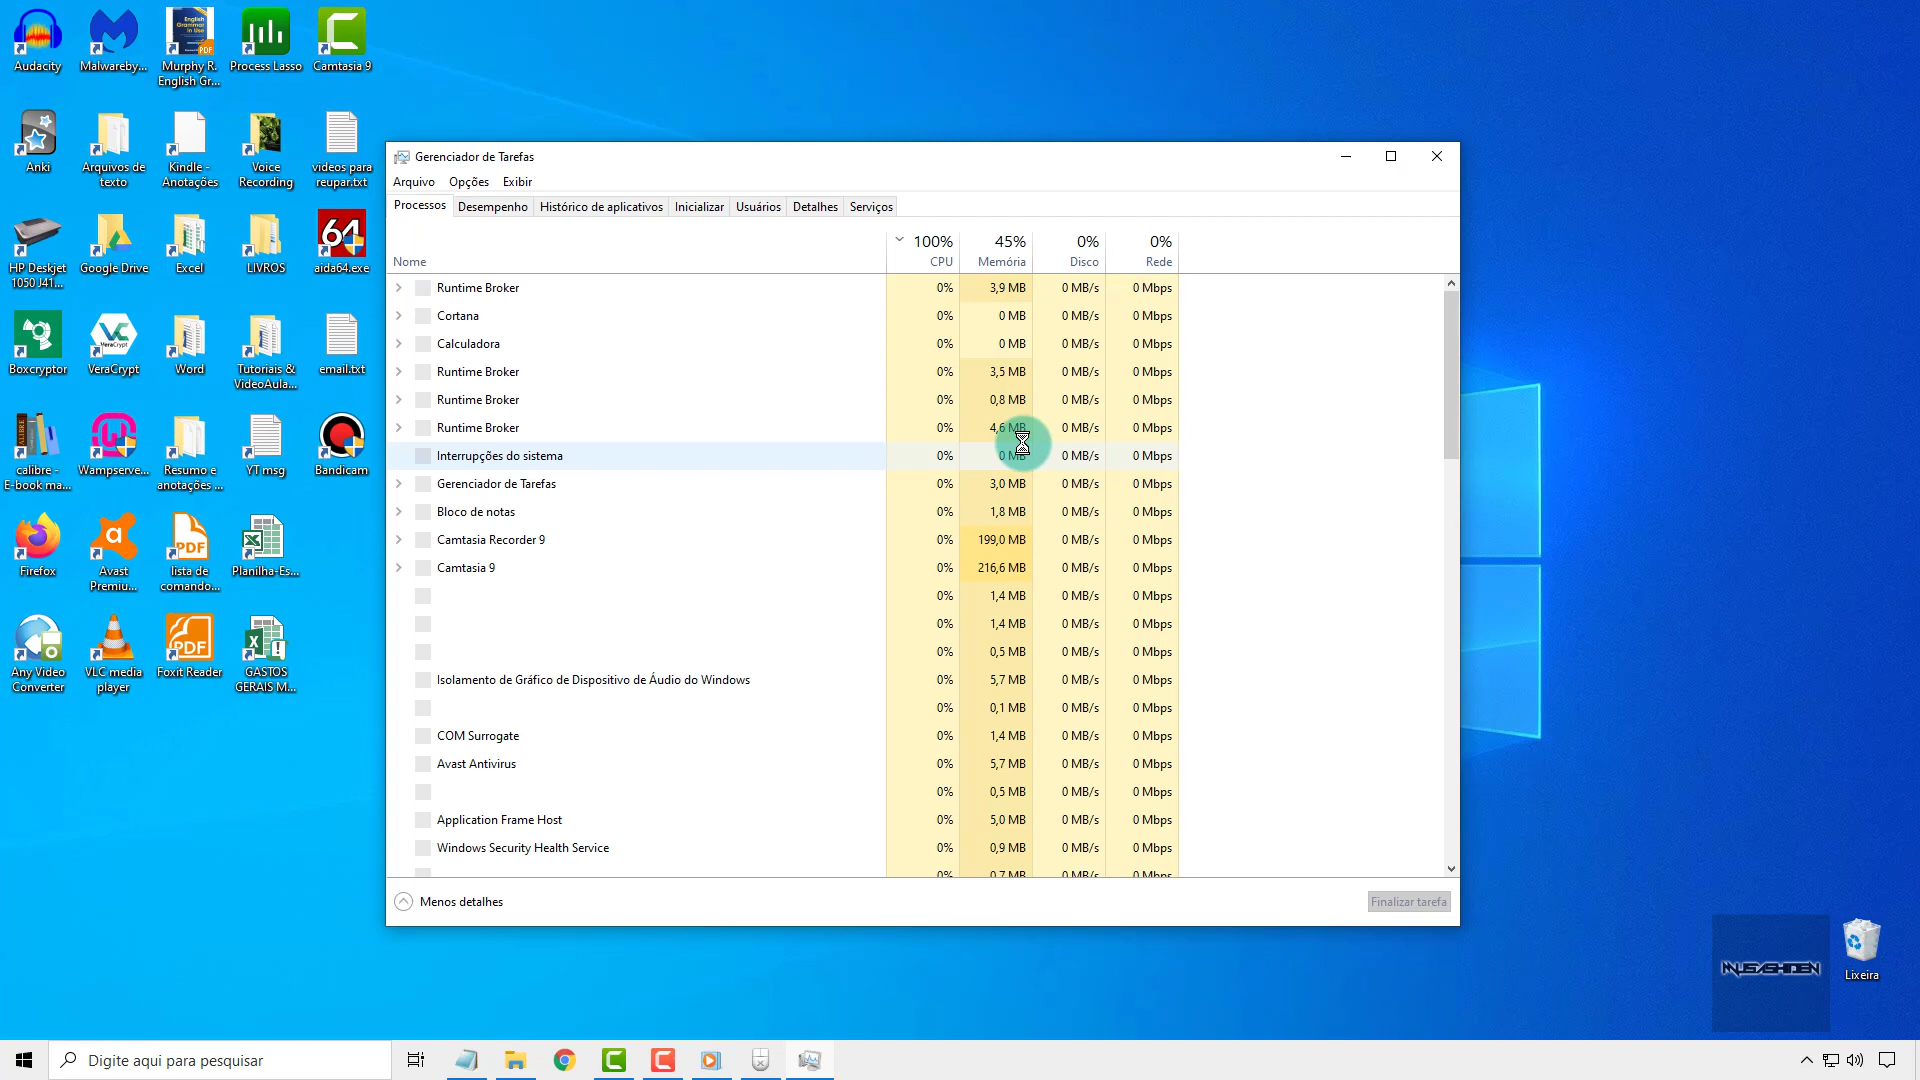 Audacity
Malwareby...
Murphy R. English Gr...
Process Lasso
Camtasia 9
Anki
Arquivos de texto
Kindle - Anotações
Voice Recording
videos para reupar.txt
HP Deskjet 1050 J41...
Google Drive
Excel
LIVROS
64
aida64.exe
Boxcryptor
VeraCrypt
Word
Tutoriais & VideoAula...
email.txt
calibre - E-book ma...
Wampserve...
Resumo e anotações ...
YT msg
Bandicam
Firefox
Avast Premiu...
lista de comando...
Planilha-Es...
Any Video Converter
VLC media player
Foxit Reader
GASTOS GERAIS M...
Gerenciador de Tarefas
Arquivo Opções Exibir
Processos Desempenho Histórico de aplicativos Inicializar Usuários Detalhes Serviços
100% 45% 0% 0%
Nome CPU Memória Disco Rede
Runtime Broker 0% 3,9 MB 0 MB/s 0 Mbps
Cortana 0% 0 MB 0 MB/s 0 Mbps
Calculadora 0% 0 MB 0 MB/s 0 Mbps
Runtime Broker 0% 3,5 MB 0 MB/s 0 Mbps
Runtime Broker 0% 0,8 MB 0 MB/s 0 Mbps
Runtime Broker 0% 4,6 MB 0 MB/s 0 Mbps
Interrupções do sistema 0% 0 MB 0 MB/s 0 Mbps
Gerenciador de Tarefas 0% 3,0 MB 0 MB/s 0 Mbps
Bloco de notas 0% 1,8 MB 0 MB/s 0 Mbps
Camtasia Recorder 9 0% 199,0 MB 0 MB/s 0 Mbps
Camtasia 9 0% 216,6 MB 0 MB/s 0 Mbps
0% 1,4 MB 0 MB/s 0 Mbps
0% 1,4 MB 0 MB/s 0 Mbps
0% 0,5 MB 0 MB/s 0 Mbps
Isolamento de Gráfico de Dispositivo de Áudio do Windows 0% 5,7 MB 0 MB/s 0 Mbps
0% 0,1 MB 0 MB/s 0 Mbps
COM Surrogate 0% 1,4 MB 0 MB/s 0 Mbps
Avast Antivirus 0% 5,7 MB 0 MB/s 0 Mbps
0% 0,5 MB 0 MB/s 0 Mbps
Application Frame Host 0% 5,0 MB 0 MB/s 0 Mbps
Windows Security Health Service 0% 0,9 MB 0 MB/s 0 Mbps
0% 0,7 MB 0 MB/s 0 Mbps
Menos detalhes
Finalizar tarefa
Lixeira
Digite aqui para pesquisar